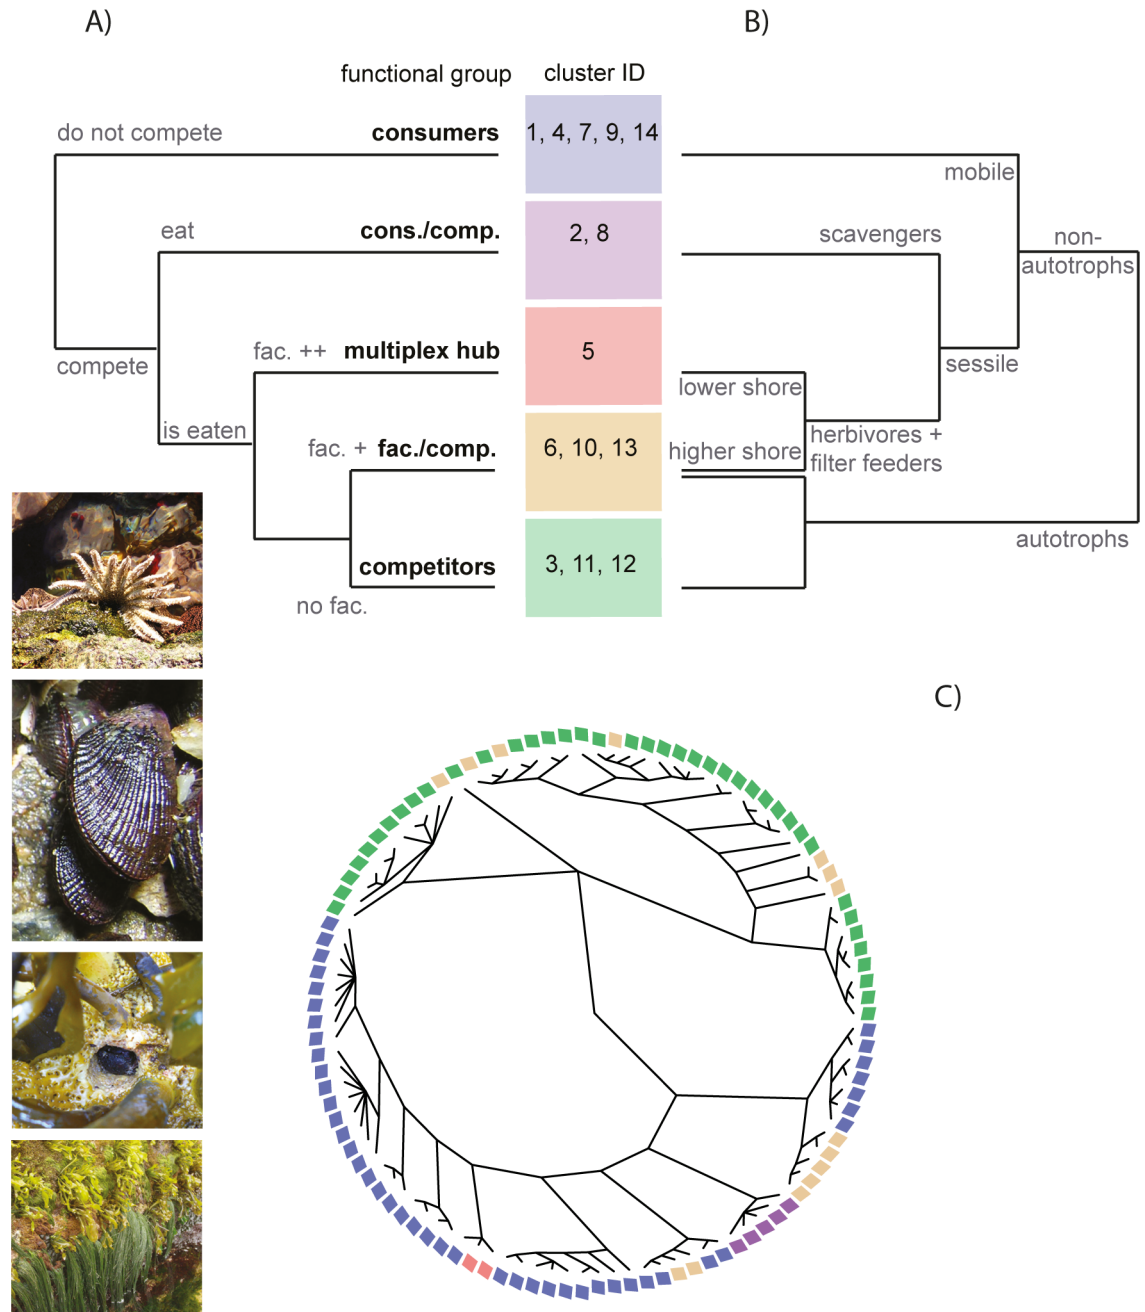 A)
B)
functional group
cluster ID
do not compete
consumers
1, 4, 7, 9, 14
mobile
eat
cons./comp.
2, 8
scavengers
non-
autotrophs
compete
fac. ++
multiplex hub
5
lower shore
sessile
is eaten
fac. +
fac./comp.
6, 10, 13
higher shore
herbivores +
filter feeders
autotrophs
competitors
3, 11, 12
no fac.
C)